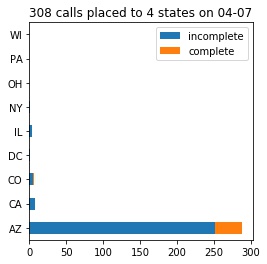 308 calls placed to 4 states on 04-07
incomplete
complete
WI
PA
OH
NY
IL
DC
CO
CA
AZ
0 50 100 150 200 250 300